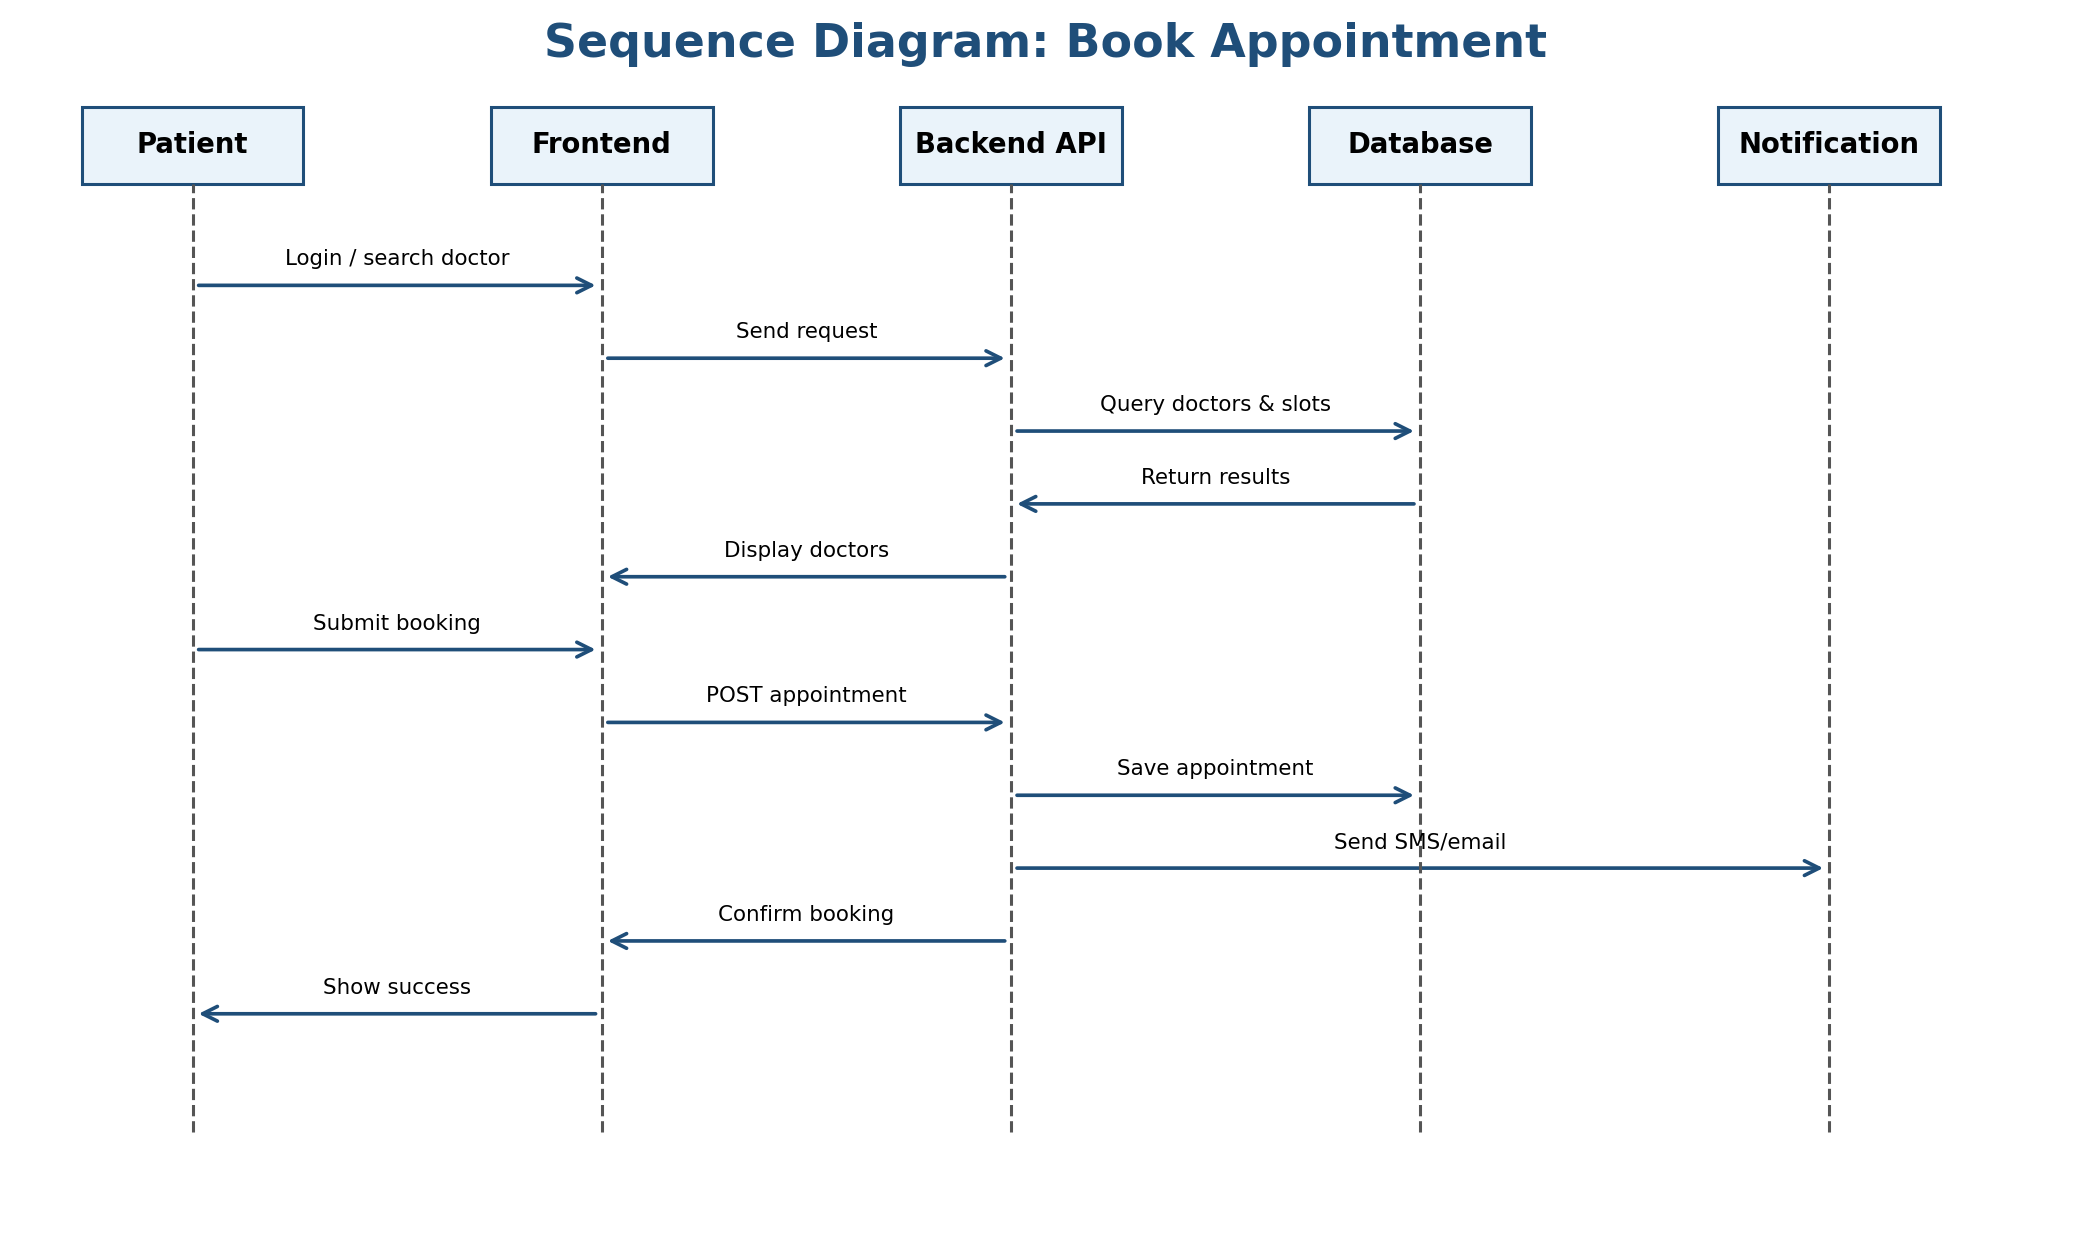 Sequence Diagram: Book Appointment
Patient
Frontend
Backend API
Database
Notification
Login / search doctor
Send request
Query doctors & slots
Return results
Display doctors
Submit booking
POST appointment
Save appointment
Send SMS/email
Confirm booking
Show success